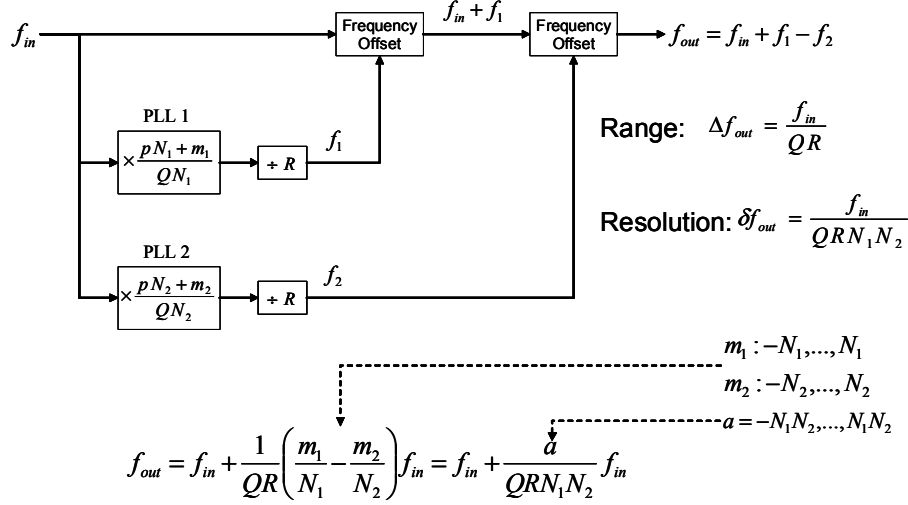 f_in
Frequency Offset
f_in + f_1
Frequency Offset
f_out = f_in + f_1 − f_2
PLL 1
× (pN_1 + m_1)/(QN_1)
÷ R
f_1
Range: Δf_out = f_in/(QR)
Resolution: δf_out = f_in/(QRN_1N_2)
PLL 2
× (pN_2 + m_2)/(QN_2)
÷ R
f_2
m_1 : −N_1,...,N_1
m_2 : −N_2,...,N_2
a = −N_1N_2,...,N_1N_2
f_out = f_in + (1/(QR))(m_1/N_1 − m_2/N_2) f_in = f_in + (a/(QRN_1N_2)) f_in